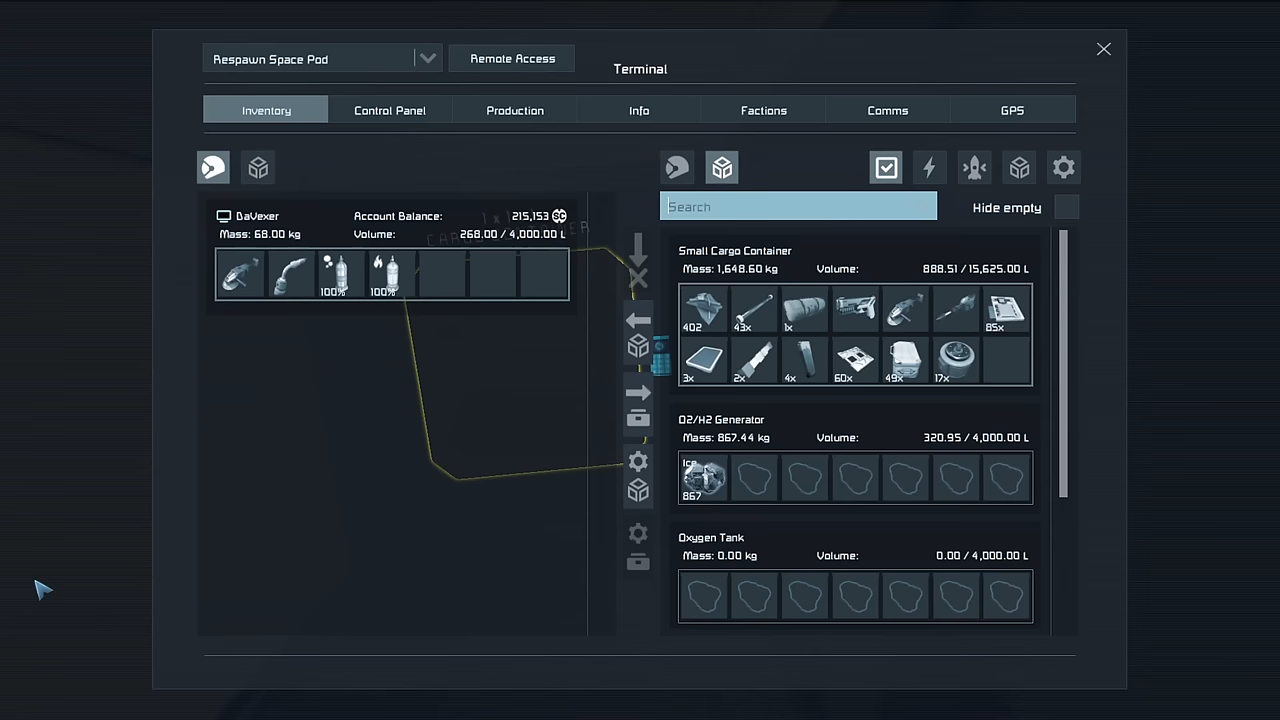 Respawn Space Pod
Remote Access
Terminal
Inventory
Control Panel
Production
Info
Factions
Comms
GPS
DaVexer
Account Balance: 215,153 SC
Mass: 68.00 kg
Volume: 268.00 / 4,000.00 L
100%
100%
Search
Hide empty
Small Cargo Container
Mass: 1,648.60 kg
Volume: 888.51 / 15,625.00 L
402
43x
1x
85x
3x
2x
4x
60x
49x
17x
O2/H2 Generator
Mass: 867.44 kg
Volume: 320.95 / 4,000.00 L
Ice
867
Oxygen Tank
Mass: 0.00 kg
Volume: 0.00 / 4,000.00 L